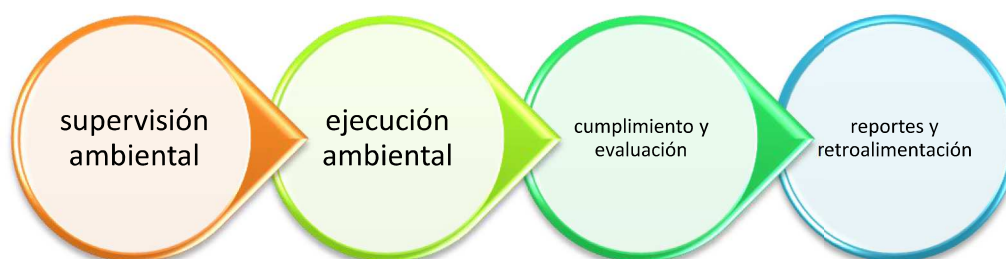 supervisión
ambiental
ejecución
ambiental
cumplimiento y
evaluación
reportes y
retroalimentación